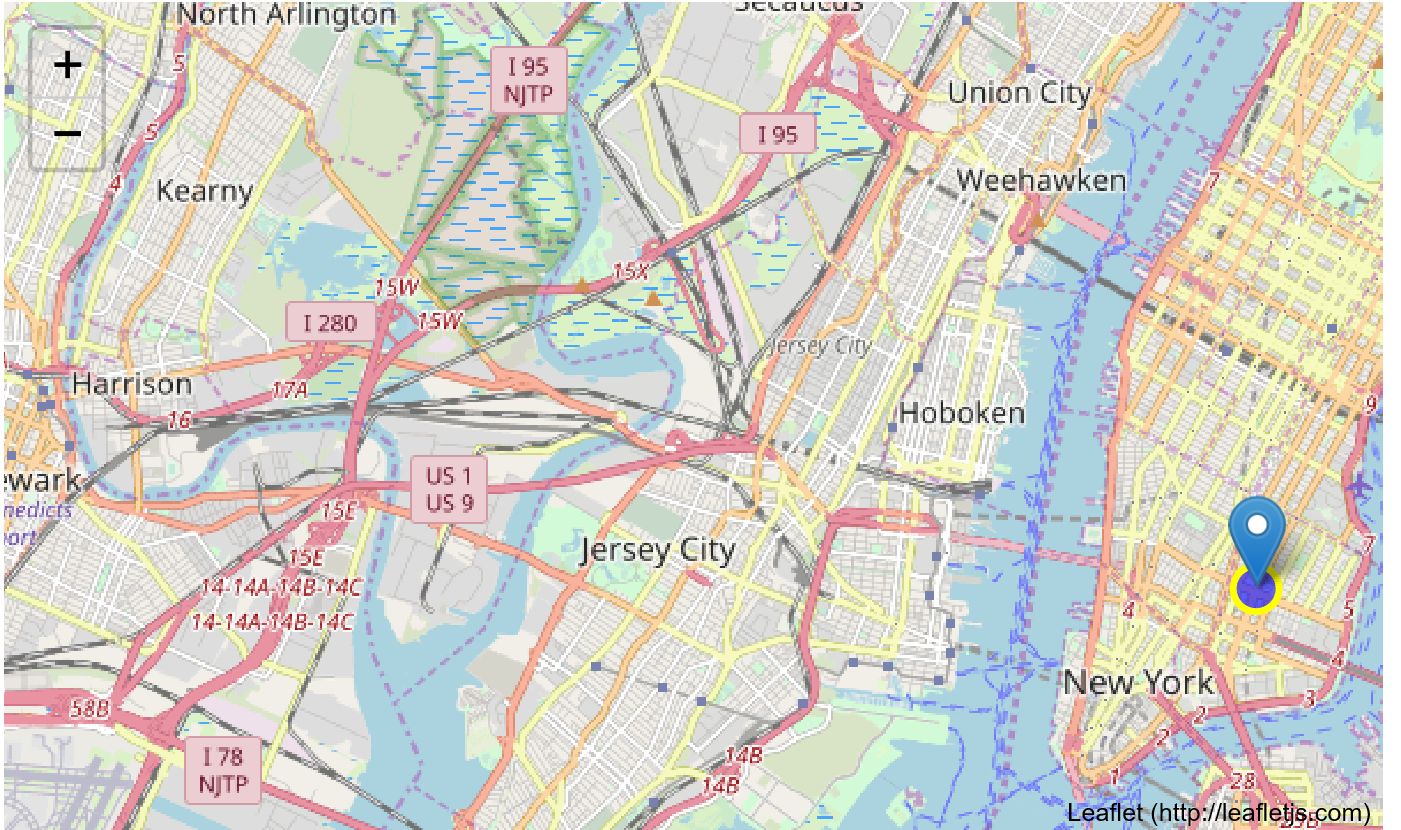 North Arlington
Secaucus
+
−
5
I 95
NJTP
Union City
I 95
5
4
Kearny
Weehawken
7
15X
15W
15W
I 280
Jersey City
Harrison
17A
16
Hoboken
9
ewark
US 1
US 9
nedicts
port
15E
Jersey City
7
15E
14-14A-14B-14C
4
5
14-14A-14B-14C
4
New York
58B
3
2
2
I 78
NJTP
14B
14B
1
28
Leaflet (http://leafletjs.com)